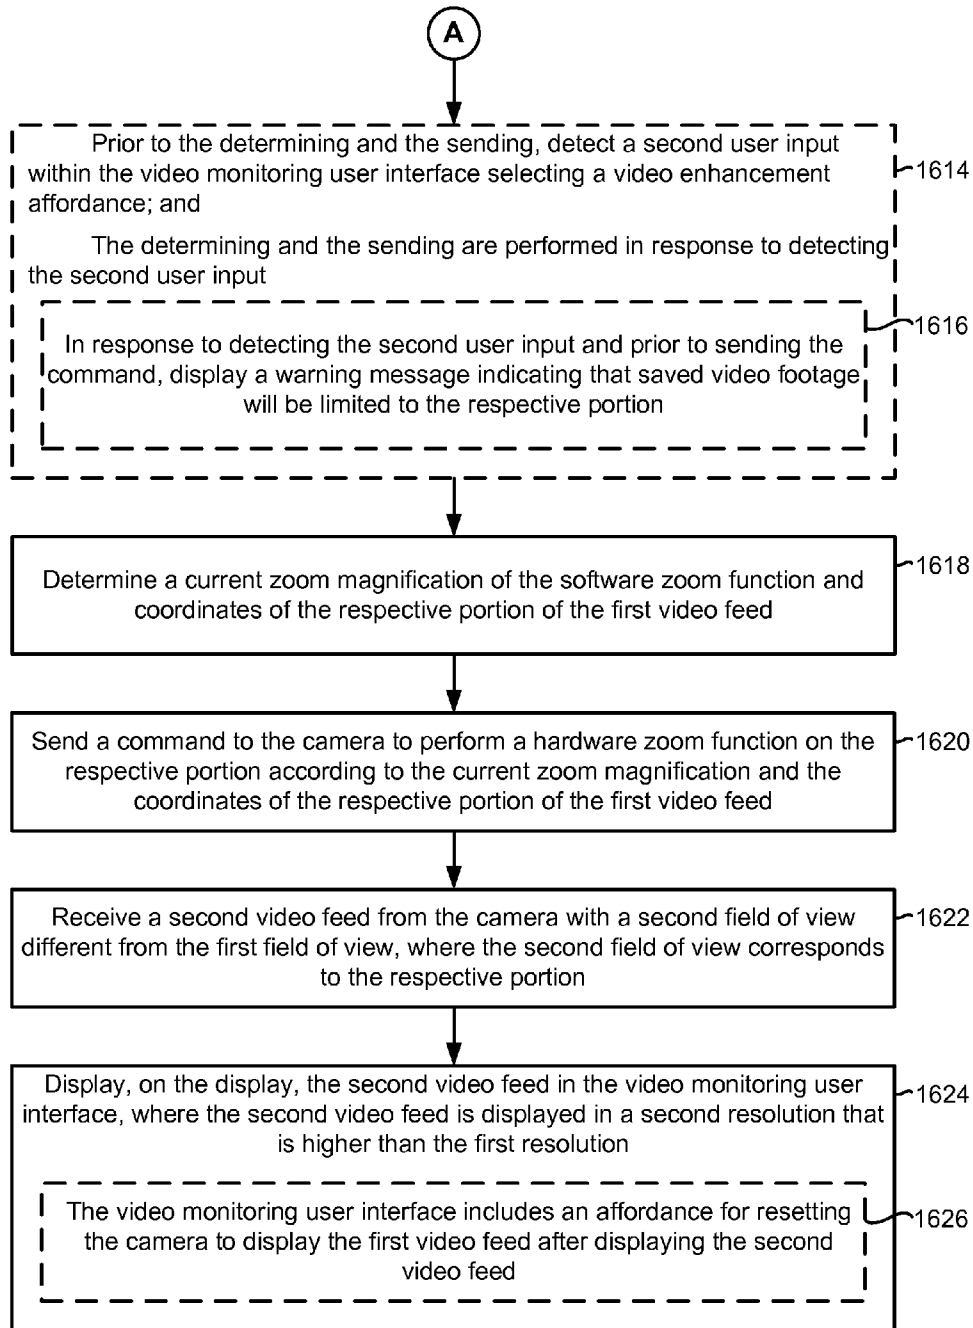 A
Prior to the determining and the sending, detect a second user input
within the video monitoring user interface selecting a video enhancement
affordance; and
The determining and the sending are performed in response to detecting
the second user input
1614
In response to detecting the second user input and prior to sending the
command, display a warning message indicating that saved video footage
will be limited to the respective portion
1616
Determine a current zoom magnification of the software zoom function and
coordinates of the respective portion of the first video feed
1618
Send a command to the camera to perform a hardware zoom function on the
respective portion according to the current zoom magnification and the
coordinates of the respective portion of the first video feed
1620
Receive a second video feed from the camera with a second field of view
different from the first field of view, where the second field of view corresponds
to the respective portion
1622
Display, on the display, the second video feed in the video monitoring user
interface, where the second video feed is displayed in a second resolution that
is higher than the first resolution
1624
The video monitoring user interface includes an affordance for resetting
the camera to display the first video feed after displaying the second
video feed
1626